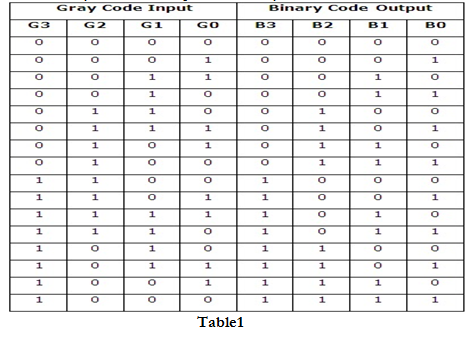 Gray Code Input Binary Code Output
G3 G2 G1 G0 B3 B2 B1 B0
0 0 0 0 0 0 0 0
0 0 0 1 0 0 0 1
0 0 1 1 0 0 1 0
0 0 1 0 0 0 1 1
0 1 1 0 0 1 0 0
0 1 1 1 0 1 0 1
0 1 0 1 0 1 1 0
0 1 0 0 0 1 1 1
1 1 0 0 1 0 0 0
1 1 0 1 1 0 0 1
1 1 1 1 1 0 1 0
1 1 1 0 1 0 1 1
1 0 1 0 1 1 0 0
1 0 1 1 1 1 0 1
1 0 0 1 1 1 1 0
1 0 0 0 1 1 1 1
Table1